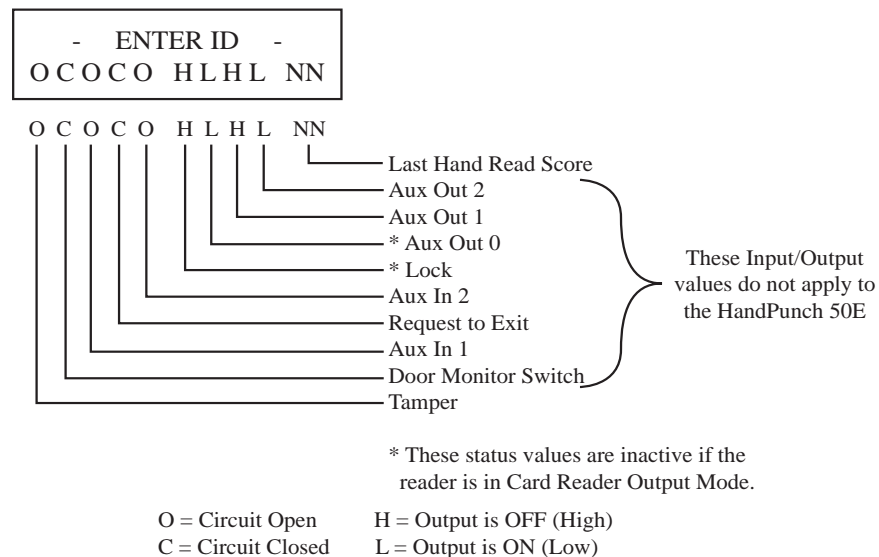 - ENTER ID -
O C O C O H L H L NN
O C O C O H L H L NN
Last Hand Read Score
Aux Out 2
Aux Out 1
* Aux Out 0
* Lock
Aux In 2
Request to Exit
Aux In 1
Door Monitor Switch
Tamper
These Input/Output
values do not apply to
the HandPunch 50E
* These status values are inactive if the
reader is in Card Reader Output Mode.
O = Circuit Open H = Output is OFF (High)
C = Circuit Closed L = Output is ON (Low)